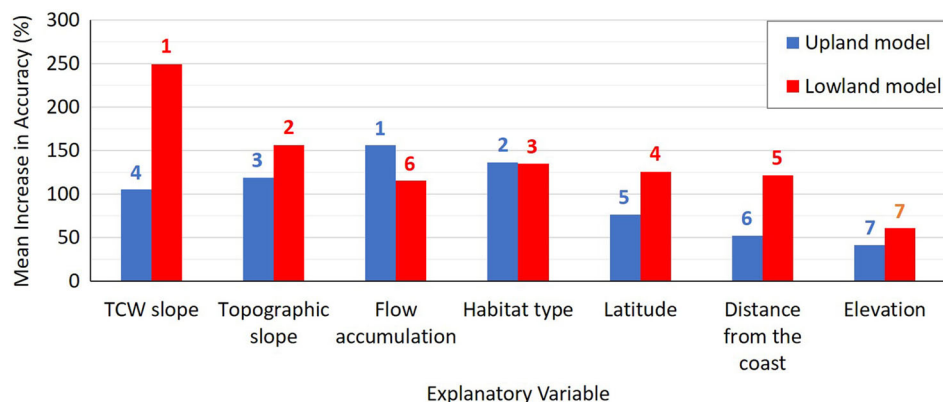 Mean Increase in Accuracy (%)
300
250
200
150
100
50
0
Upland model
Lowland model
4
1
3
2
1
6
2
3
5
4
6
5
7
7
TCW slope
Topographic
slope
Flow
accumulation
Habitat type
Latitude
Distance
from the
coast
Elevation
Explanatory Variable